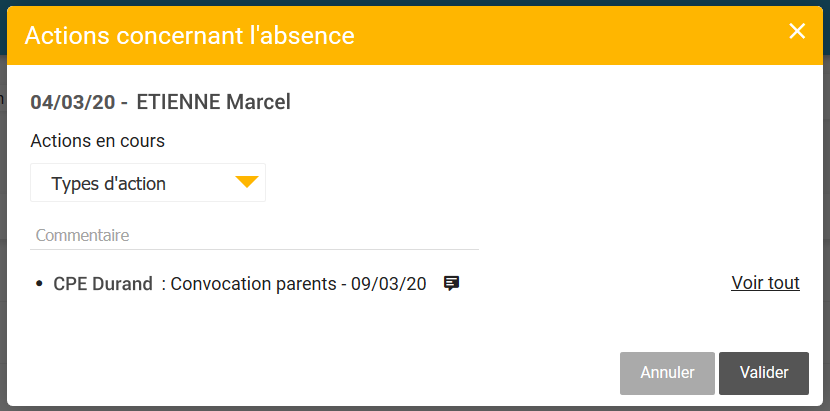 Actions concernant l'absence
04/03/20 - ETIENNE Marcel
Actions en cours
Types d'action
Commentaire
• CPE Durand : Convocation parents - 09/03/20
Voir tout
Annuler
Valider